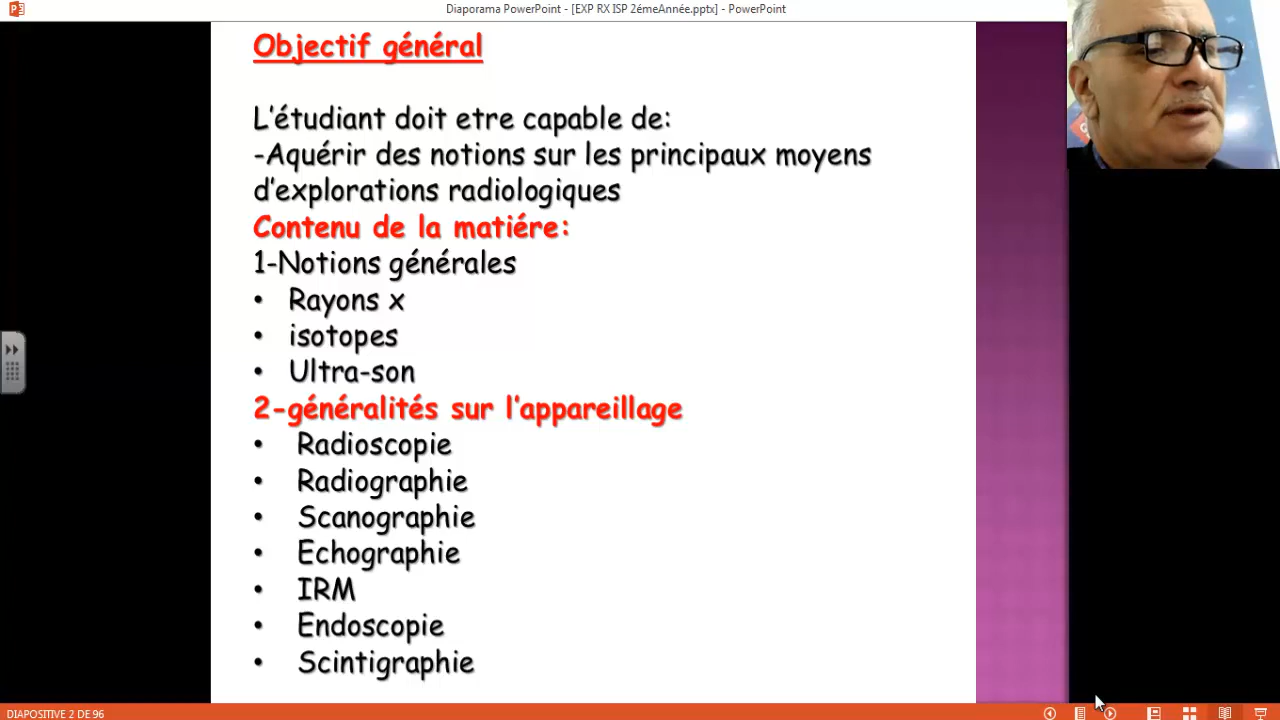 Diaporama PowerPoint - [EXP RX ISP 2émeAnnée.pptx] - PowerPoint
Objectif général
L'étudiant doit etre capable de:
-Aquérir des notions sur les principaux moyens
d'explorations radiologiques
Contenu de la matiére:
1-Notions générales
• Rayons x
• isotopes
• Ultra-son
2-généralités sur l'appareillage
• Radioscopie
• Radiographie
• Scanographie
• Echographie
• IRM
• Endoscopie
• Scintigraphie
DIAPOSITIVE 2 DE 96